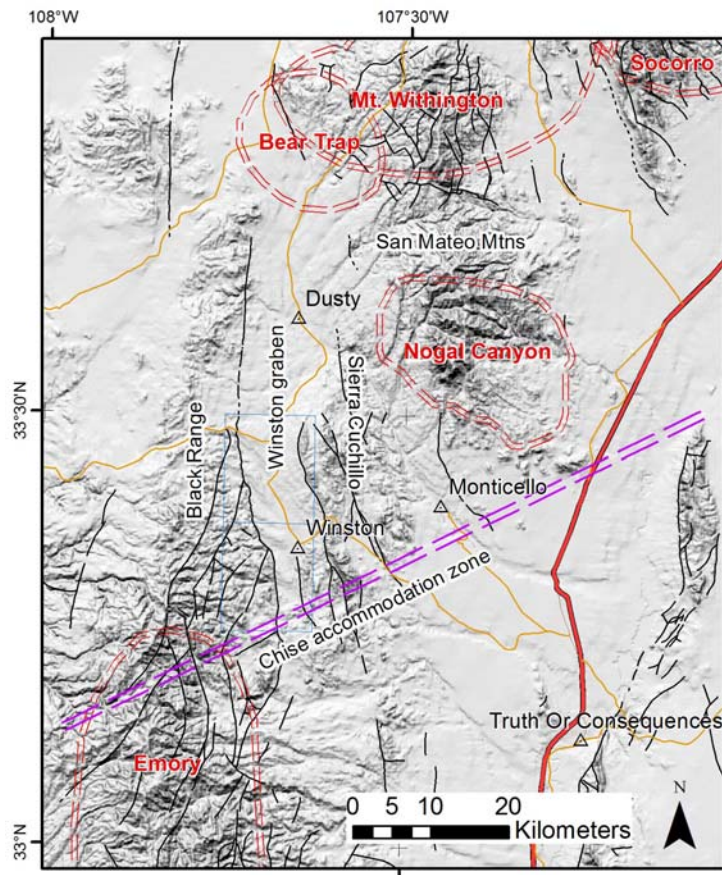 108°W
107°30'W
Socorro
Mt. Withington
Bear Trap
San Mateo Mtns
Dusty
Nogal Canyon
Winston graben
Sierra Cuchillo
33°30'N
Black Range
Monticello
Winston
Chise accommodation zone
Truth Or Consequences
Emory
N
0 5 10 20
Kilometers
33°N